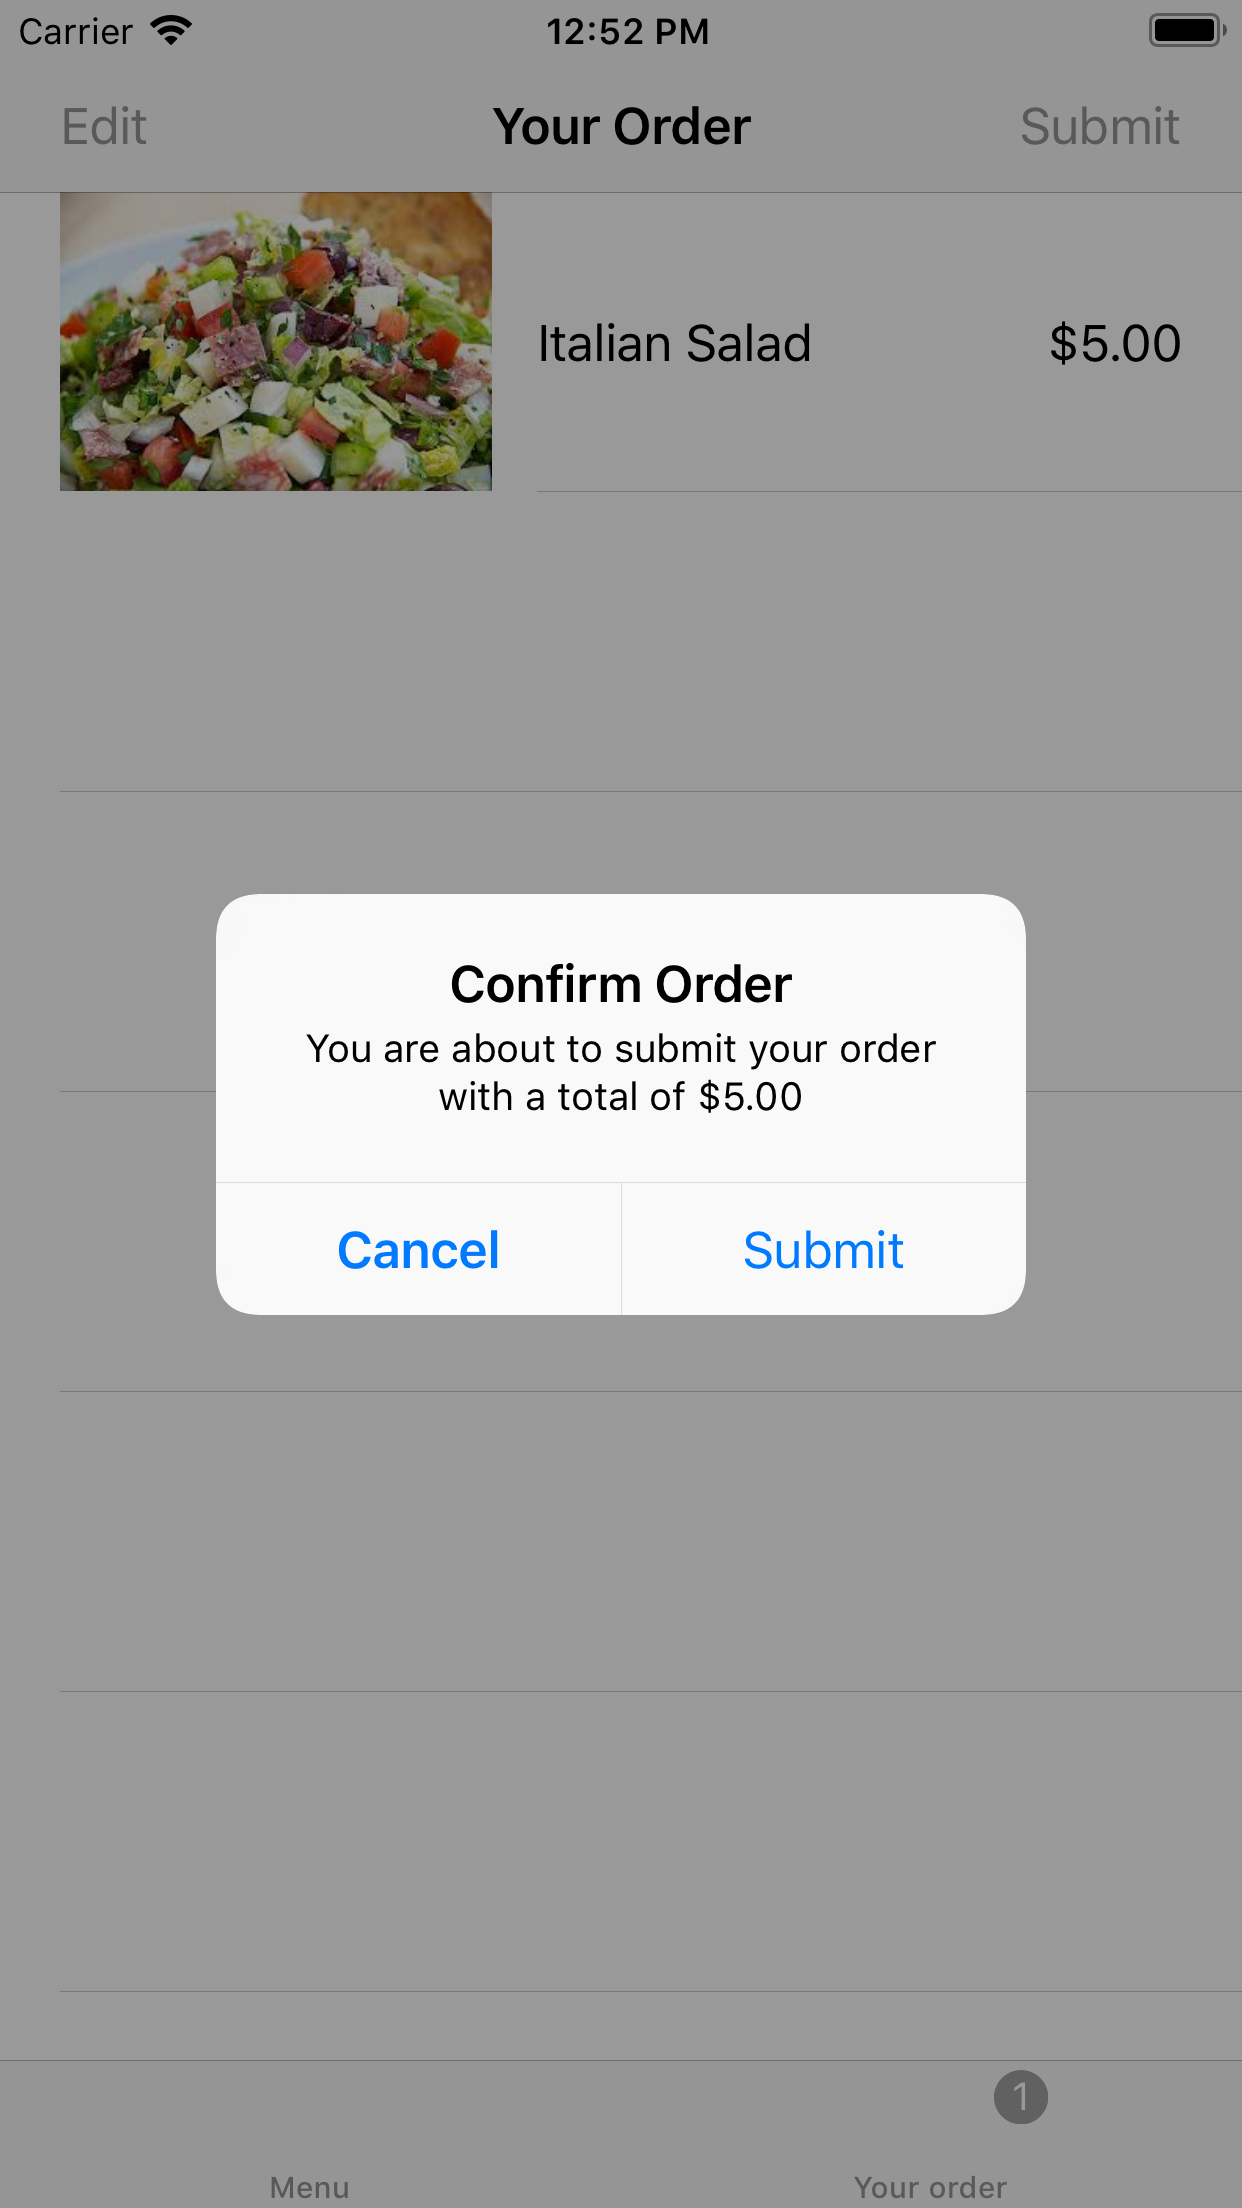 Carrier 12:52 PM
Edit Your Order Submit
Italian Salad $5.00
Confirm Order
You are about to submit your order
with a total of $5.00
Cancel Submit
1
Menu Your order